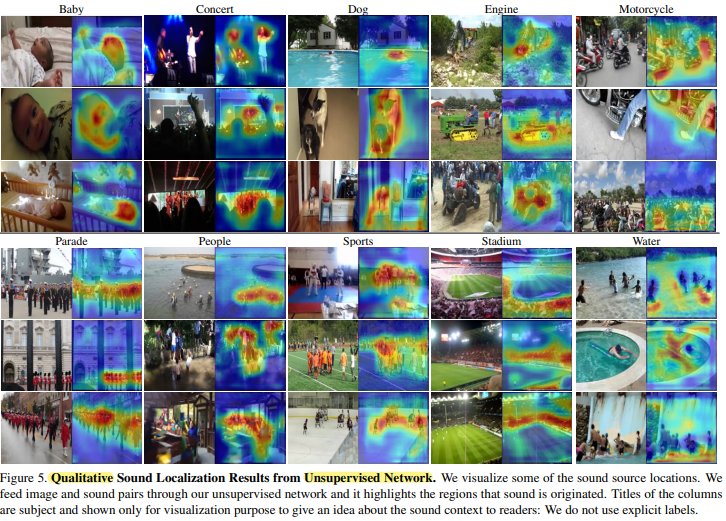 Baby Concert Dog Engine Motorcycle
Parade People Sports Stadium Water
Figure 5. Qualitative Sound Localization Results from Unsupervised Network. We visualize some of the sound source locations. We
feed image and sound pairs through our unsupervised network and it highlights the regions that sound is originated. Titles of the columns
are subject and shown only for visualization purpose to give an idea about the sound context to readers: We do not use explicit labels.